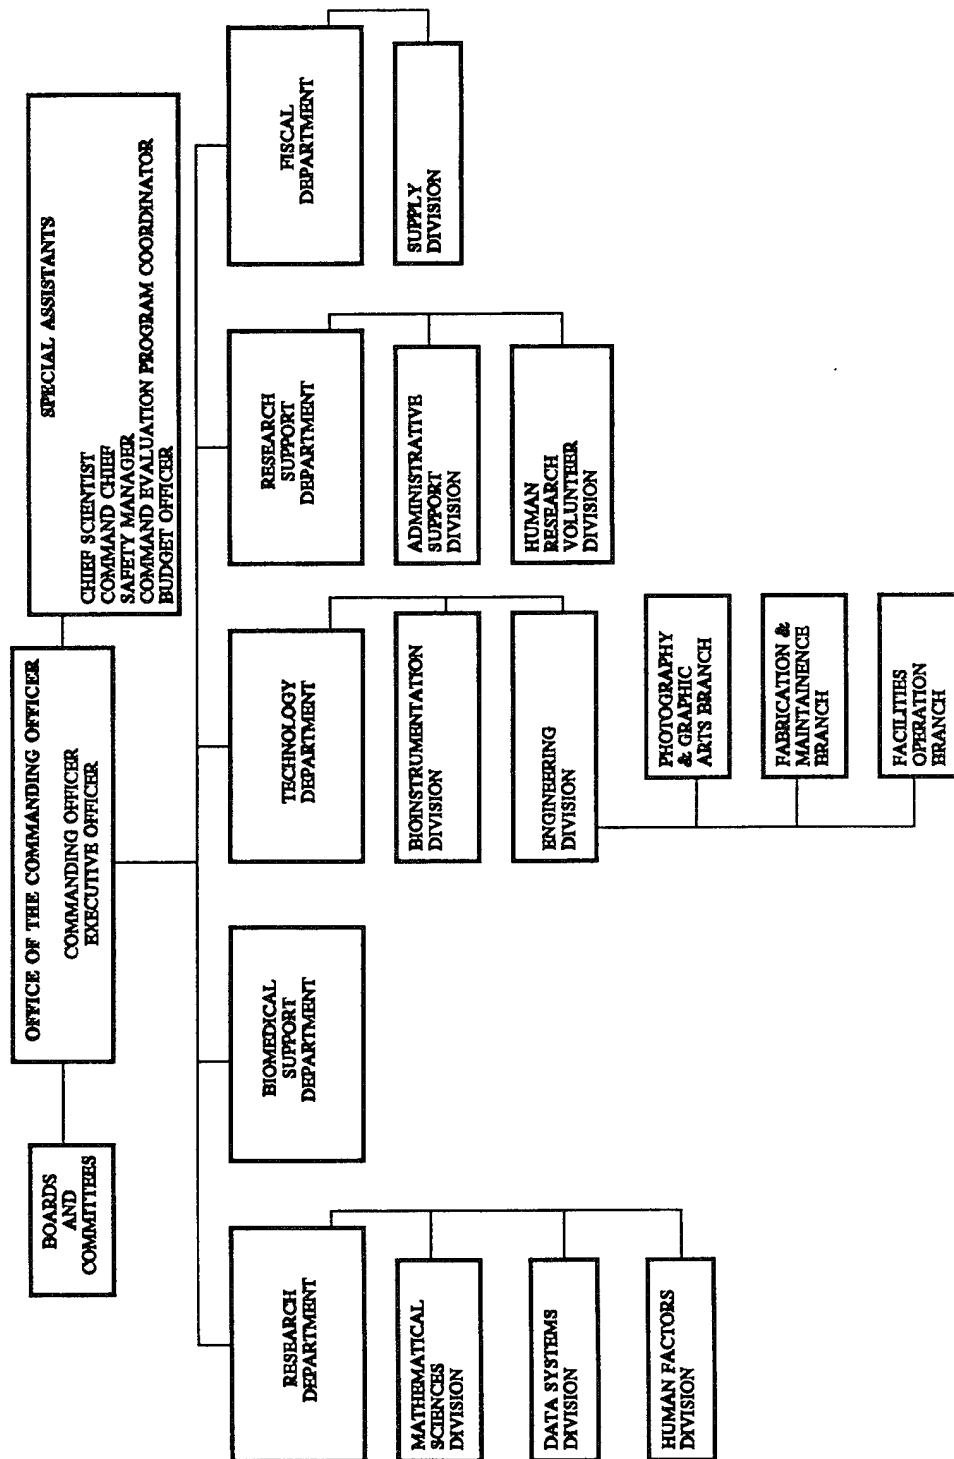 OFFICE OF THE COMMANDING OFFICER
COMMANDING OFFICER
EXECUTIVE OFFICER
BOARDS
AND
COMMITTEES
SPECIAL ASSISTANTS
CHIEF SCIENTIST
COMMAND CHIEF
SAFETY MANAGER
COMMAND EVALUATION PROGRAM COORDINATOR
BUDGET OFFICER
RESEARCH
DEPARTMENT
MATHEMATICAL
SCIENCES
DIVISION
DATA SYSTEMS
DIVISION
HUMAN FACTORS
DIVISION
BIOMEDICAL
SUPPORT
DEPARTMENT
TECHNOLOGY
DEPARTMENT
BIOINSTRUMENTATION
DIVISION
ENGINEERING
DIVISION
PHOTOGRAPHY
& GRAPHIC
ARTS BRANCH
FABRICATION &
MAINTAINENCE
BRANCH
FACILITIES
OPERATION
BRANCH
RESEARCH
SUPPORT
DEPARTMENT
ADMINISTRATIVE
SUPPORT
DIVISION
HUMAN
RESEARCH
VOLUNTEER
DIVISION
FISCAL
DEPARTMENT
SUPPLY
DIVISION